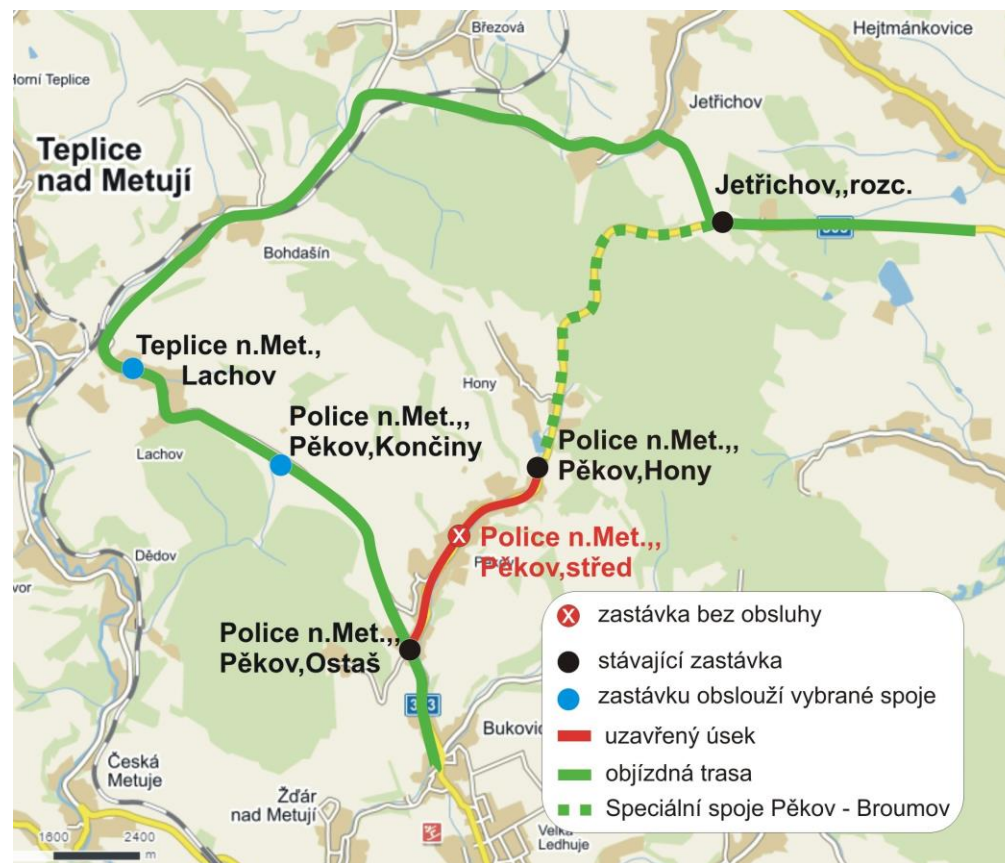 Březová
Hejtmánkovice
Horní Teplice
Jetřichov
Teplice
nad Metují
Jetřichov,,rozc.
Bohdašín
Teplice n.Met.,
Lachov
Hony
Police n.Met.,,
Pěkov,Končiny
Police n.Met.,,
Pěkov,Hony
Lachov
Police n.Met.,,
Pěkov,střed
Dědov
Police n.Met.,,
Pěkov,Ostaš
zastávka bez obsluhy
stávající zastávka
zastávku obslouží vybrané spoje
uzavřený úsek
objízdná trasa
Speciální spoje Pěkov - Broumov
Česká
Metuje
Žďár
nad Metují
Velká
Ledhuje
1600 2400
m